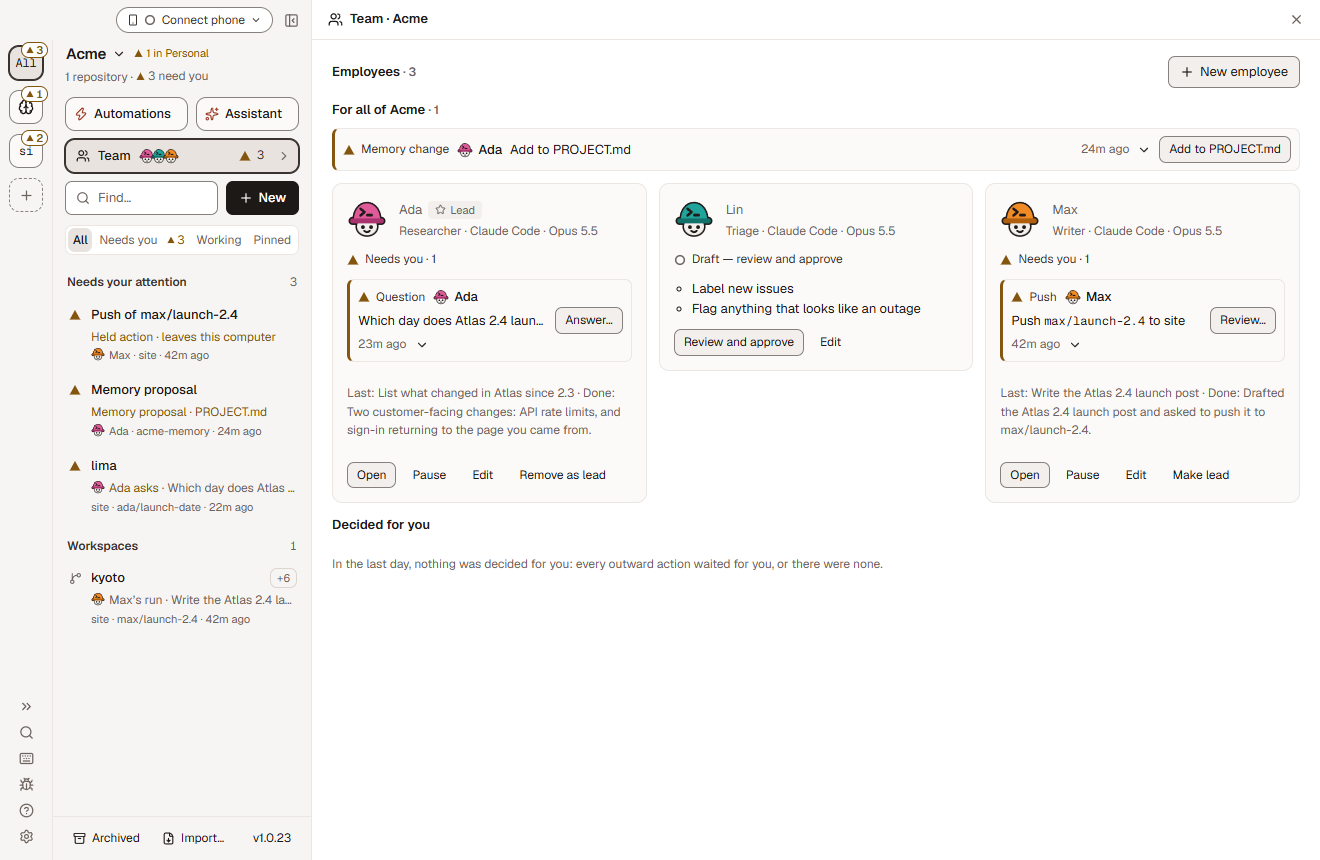 Connect phone
Team · Acme
3
All
1
si
2
Acme
1 in Personal
1 repository · 3 need you
Automations
Assistant
Team
3
Find...
New
All
Needs you
3
Working
Pinned
Needs your attention
3
Push of max/launch-2.4
Held action · leaves this computer
Max · site · 42m ago
Memory proposal
Memory proposal · PROJECT.md
Ada · acme-memory · 24m ago
lima
Ada asks · Which day does Atlas ...
site · ada/launch-date · 22m ago
Workspaces
1
kyoto
+6
Max's run · Write the Atlas 2.4 la...
site · max/launch-2.4 · 42m ago
Archived
Import...
v1.0.23
Employees · 3
New employee
For all of Acme · 1
Memory change
Ada
Add to PROJECT.md
24m ago
Add to PROJECT.md
Ada
Lead
Researcher · Claude Code · Opus 5.5
Needs you · 1
Question
Ada
Which day does Atlas 2.4 laun...
Answer...
23m ago
Last: List what changed in Atlas since 2.3 · Done:
Two customer-facing changes: API rate limits, and
sign-in returning to the page you came from.
Open
Pause
Edit
Remove as lead
Lin
Triage · Claude Code · Opus 5.5
Draft — review and approve
Label new issues
Flag anything that looks like an outage
Review and approve
Edit
Max
Writer · Claude Code · Opus 5.5
Needs you · 1
Push
Max
Push max/launch-2.4 to site
Review...
42m ago
Last: Write the Atlas 2.4 launch post · Done: Drafted
the Atlas 2.4 launch post and asked to push it to
max/launch-2.4.
Open
Pause
Edit
Make lead
Decided for you
In the last day, nothing was decided for you: every outward action waited for you, or there were none.